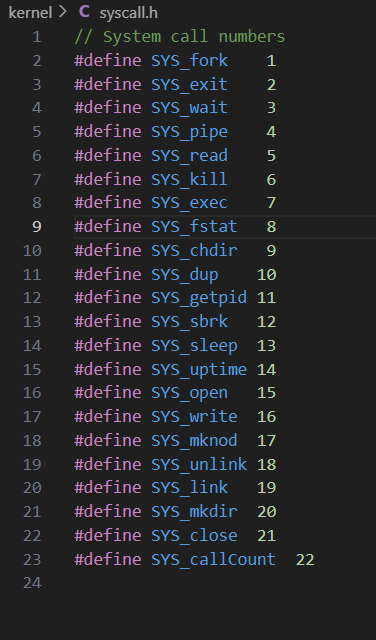 kernel > C syscall.h
1 // System call numbers
2 #define SYS_fork    1
3 #define SYS_exit    2
4 #define SYS_wait    3
5 #define SYS_pipe    4
6 #define SYS_read    5
7 #define SYS_kill    6
8 #define SYS_exec    7
9 #define SYS_fstat   8
10 #define SYS_chdir   9
11 #define SYS_dup    10
12 #define SYS_getpid 11
13 #define SYS_sbrk   12
14 #define SYS_sleep  13
15 #define SYS_uptime 14
16 #define SYS_open   15
17 #define SYS_write  16
18 #define SYS_mknod  17
19 #define SYS_unlink 18
20 #define SYS_link   19
21 #define SYS_mkdir  20
22 #define SYS_close  21
23 #define SYS_callCount  22
24